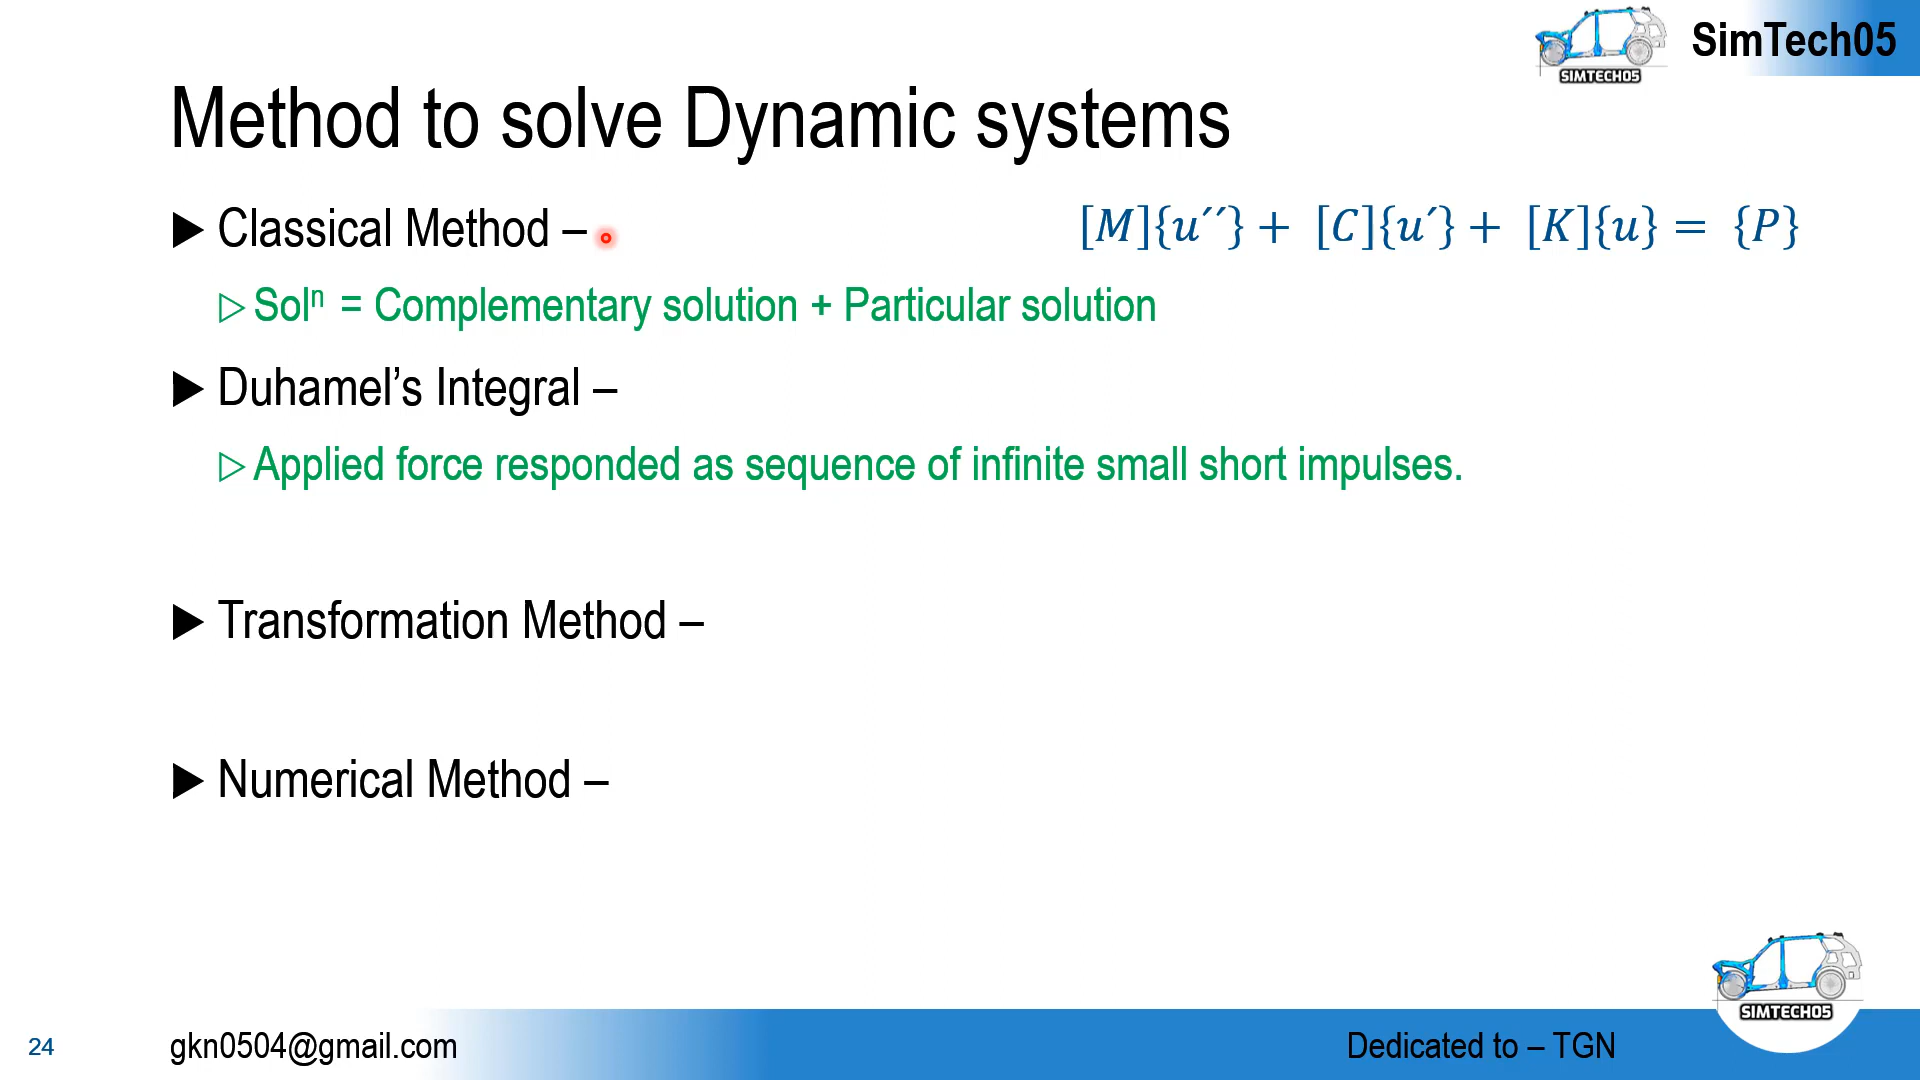 SimTech05
SIMTECH05
Method to solve Dynamic systems
▶ Classical Method –
[M]{u´´} + [C]{u´} + [K]{u} = {P}
▷ Solⁿ = Complementary solution + Particular solution
▶ Duhamel’s Integral –
▷ Applied force responded as sequence of infinite small short impulses.
▶ Transformation Method –
▶ Numerical Method –
SIMTECH05
24
gkn0504@gmail.com
Dedicated to – TGN